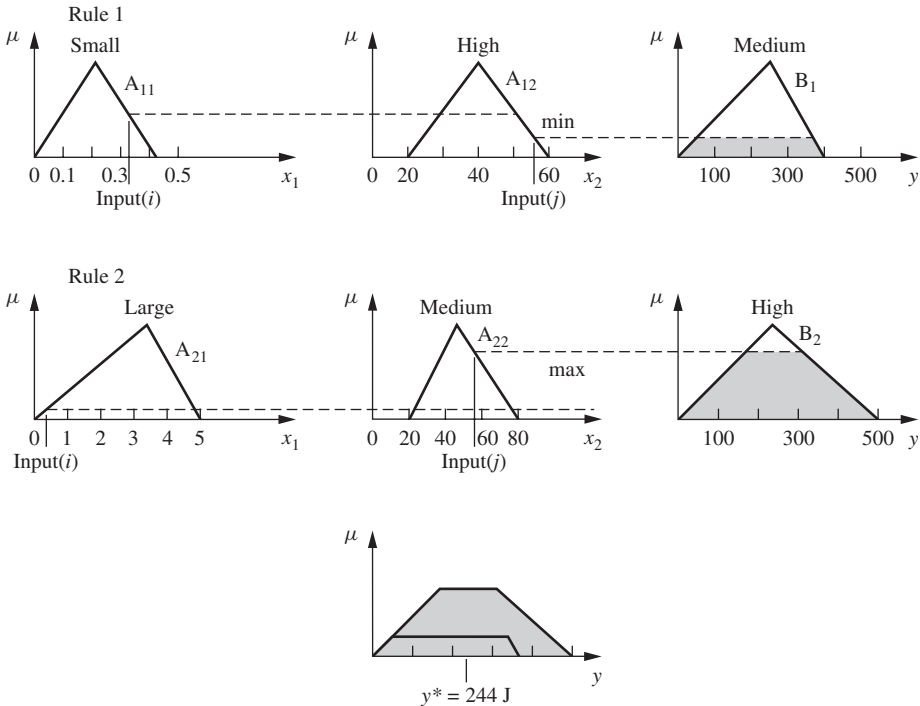 Rule 1
μ Small A₁₁
0 0.1 0.3 0.5 x₁
Input(i)
μ High A₁₂
min
20 40 60 x₂
Input(j)
μ Medium B₁
100 300 500 y
Rule 2
μ Large A₂₁
0 1 2 3 4 5 x₁
Input(i)
μ Medium A₂₂
max
0 20 40 60 80 x₂
Input(j)
μ High B₂
100 300 500 y
μ
y
y* = 244 J